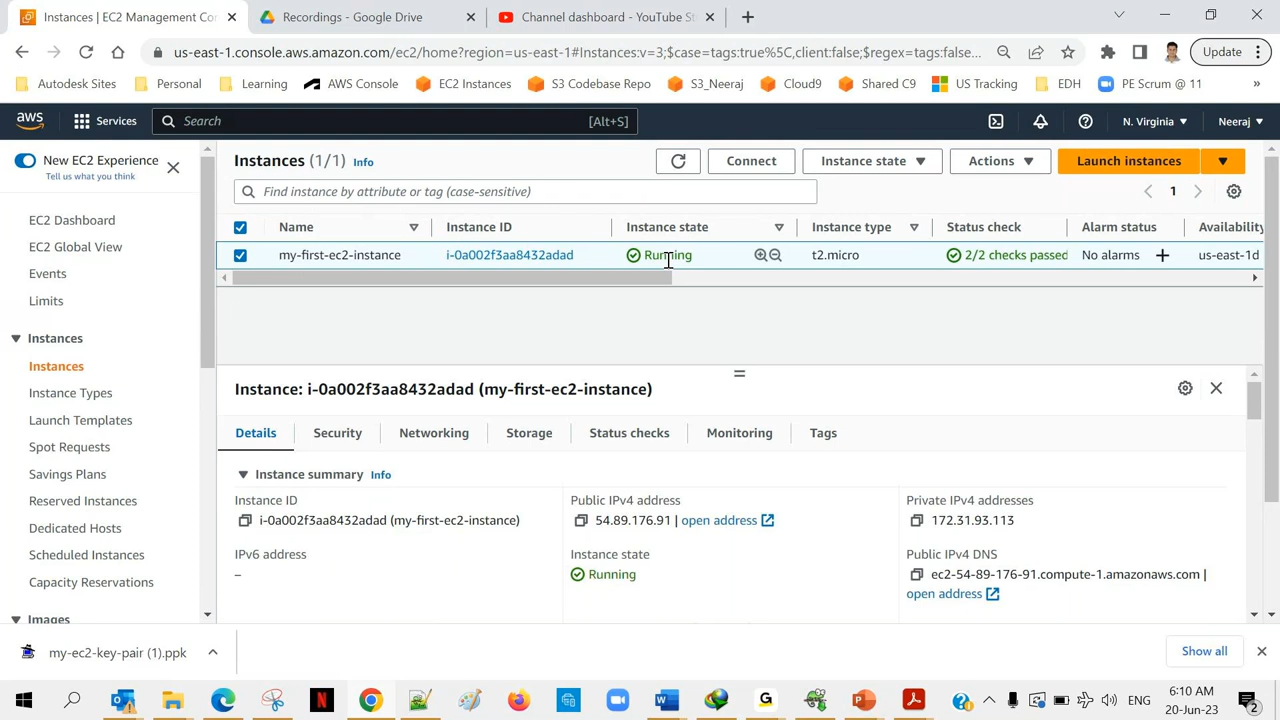 Instances | EC2 Management Cor
Recordings - Google Drive
Channel dashboard - YouTube St
us-east-1.console.aws.amazon.com/ec2/home?region=us-east-1#Instances:v=3;$case=tags:true%5C,client:false;$regex=tags:false...
Update
Autodesk Sites
Personal
Learning
AWS Console
EC2 Instances
S3 Codebase Repo
S3_Neeraj
Cloud9
Shared C9
US Tracking
EDH
PE Scrum @ 11
»
aws
Services
Search
[Alt+S]
N. Virginia
Neeraj
New EC2 Experience
Tell us what you think
EC2 Dashboard
EC2 Global View
Events
Limits
Instances
Instances
Instance Types
Launch Templates
Spot Requests
Savings Plans
Reserved Instances
Dedicated Hosts
Scheduled Instances
Capacity Reservations
Images
Instances (1/1) Info
Connect
Instance state
Actions
Launch instances
Find instance by attribute or tag (case-sensitive)
1
Name
Instance ID
Instance state
Instance type
Status check
Alarm status
Availability
my-first-ec2-instance
i-0a002f3aa8432adad
Running
t2.micro
2/2 checks passed
No alarms
us-east-1d
Instance: i-0a002f3aa8432adad (my-first-ec2-instance)
Details
Security
Networking
Storage
Status checks
Monitoring
Tags
Instance summary Info
Instance ID
i-0a002f3aa8432adad (my-first-ec2-instance)
Public IPv4 address
54.89.176.91 | open address
Private IPv4 addresses
172.31.93.113
IPv6 address
–
Instance state
Running
Public IPv4 DNS
ec2-54-89-176-91.compute-1.amazonaws.com |
open address
my-ec2-key-pair (1).ppk
Show all
ENG
6:10 AM
20-Jun-23
2